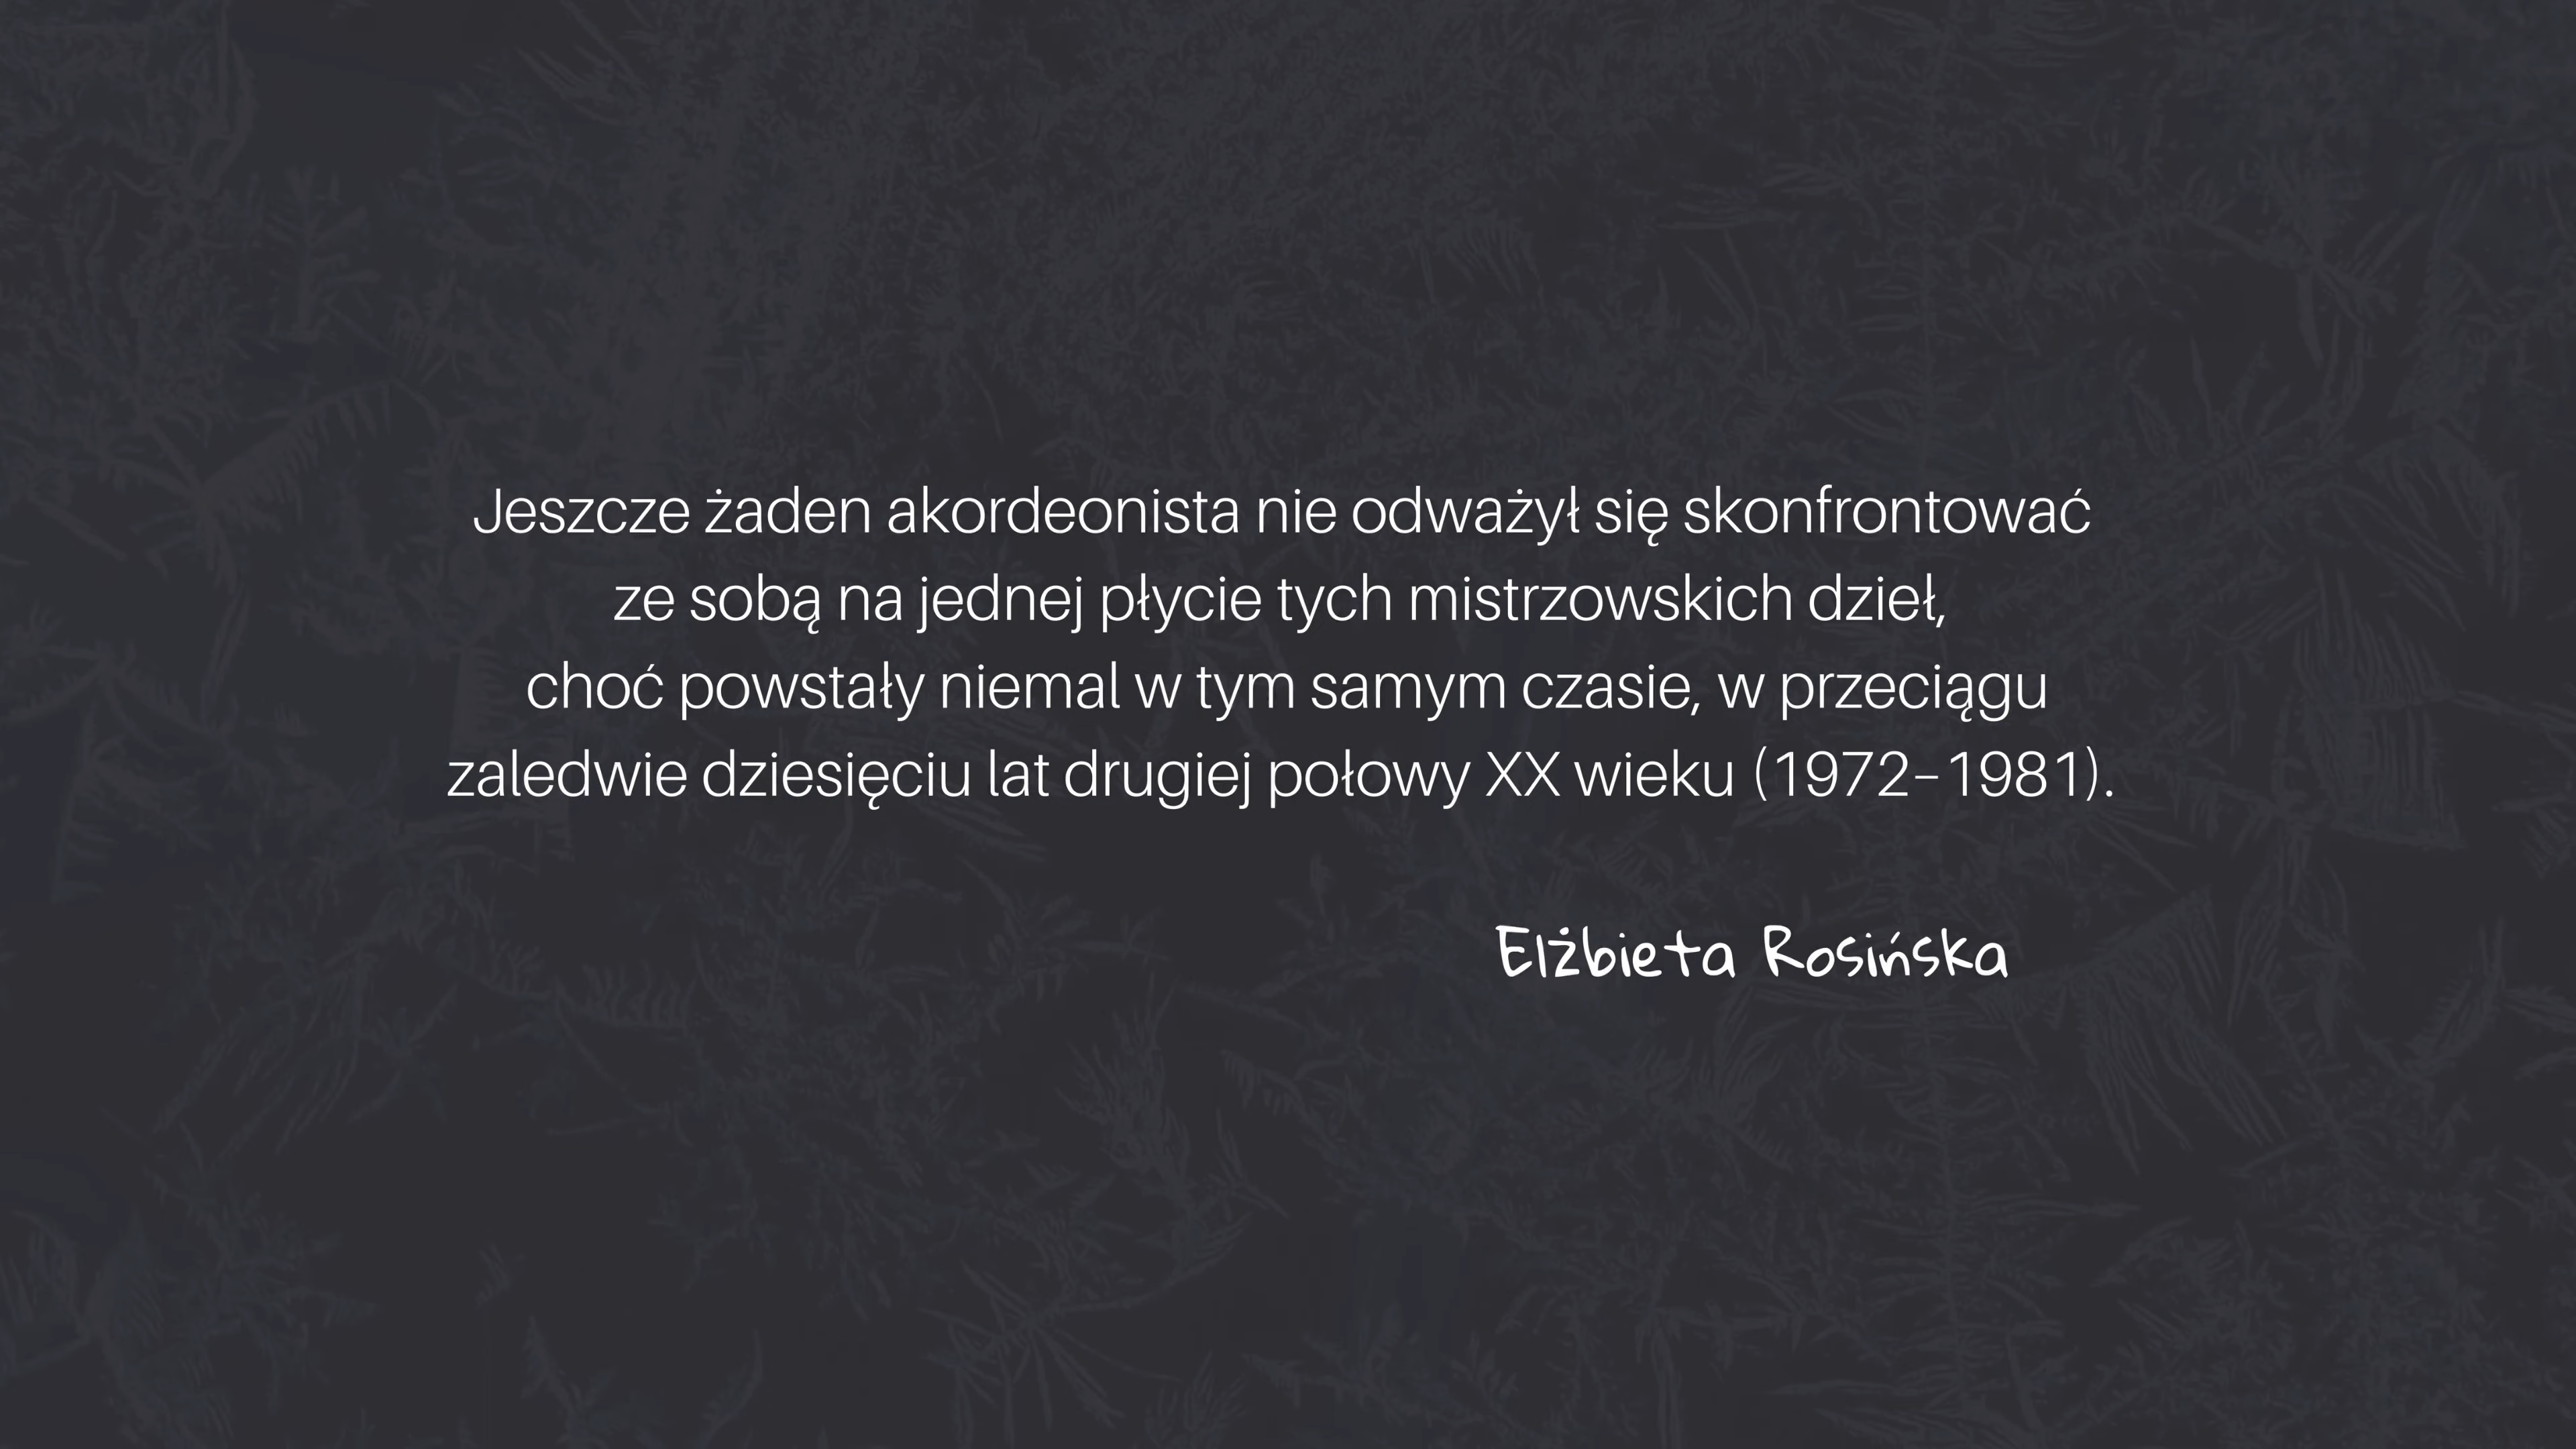 Jeszcze żaden akordeonista nie odważył się skonfrontować
ze sobą na jednej płycie tych mistrzowskich dzieł,
choć powstały niemal w tym samym czasie, w przeciągu
zaledwie dziesięciu lat drugiej połowy XX wieku (1972–1981).
Elżbieta Rosińska